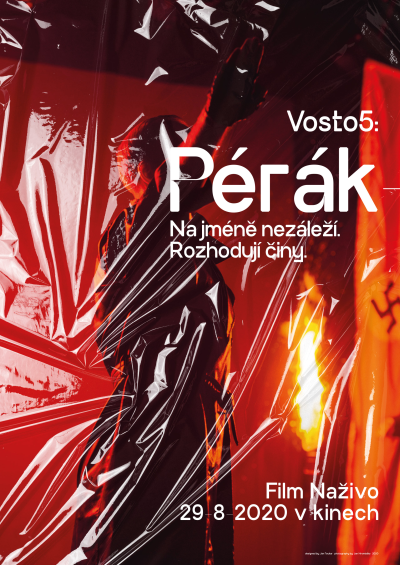 Vosto5:
Pérák
Na jméně nezáleží.
Rozhodují činy.
Film Naživo
29-8-2020 v kinech